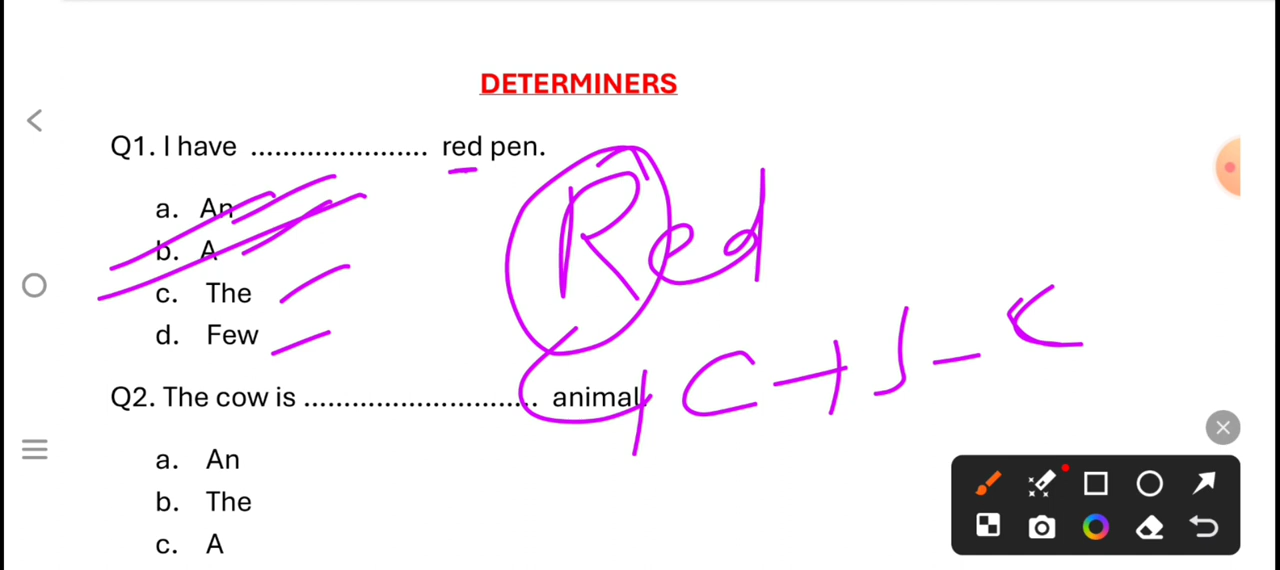 DETERMINERS
Q1. I have ...................... red pen.
a. An
b. A
c. The
d. Few
Red
Q2. The cow is ............................ animal.
a. An
b. The
c. A